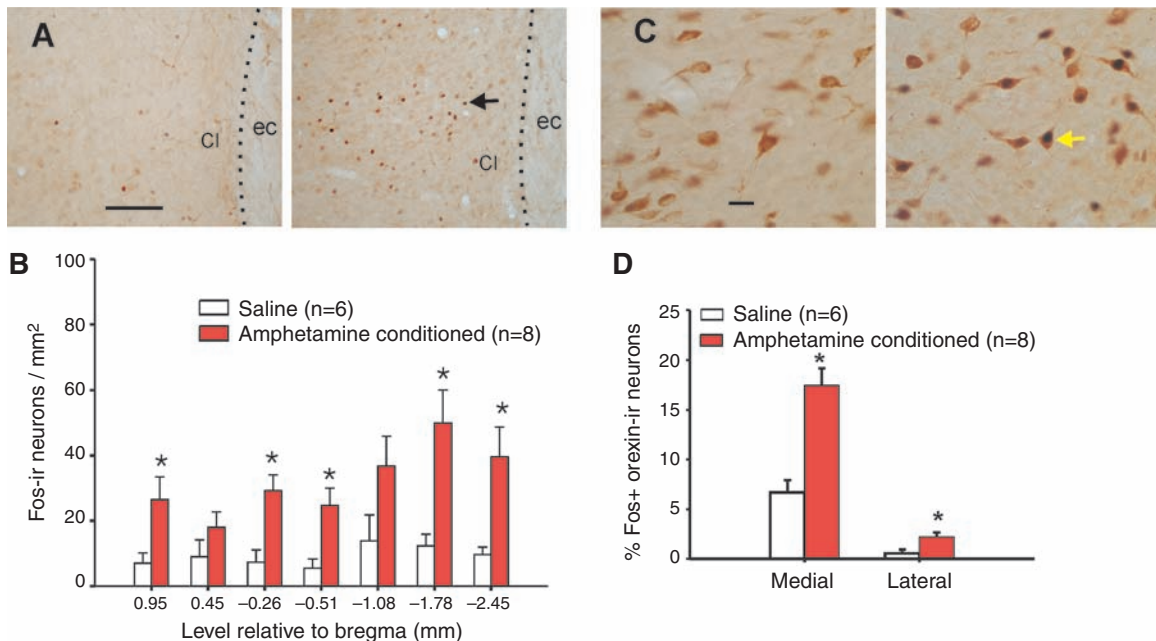 A
Cl
ec
Cl
ec
C
B
Fos-ir neurons / mm²
100
80
60
40
20
0
Saline (n=6)
Amphetamine conditioned (n=8)
*
*
*
*
*
0.95
0.45
–0.26
–0.51
–1.08
–1.78
–2.45
Level relative to bregma (mm)
D
% Fos+ orexin-ir neurons
25
20
15
10
5
0
Saline (n=6)
Amphetamine conditioned (n=8)
*
*
Medial
Lateral